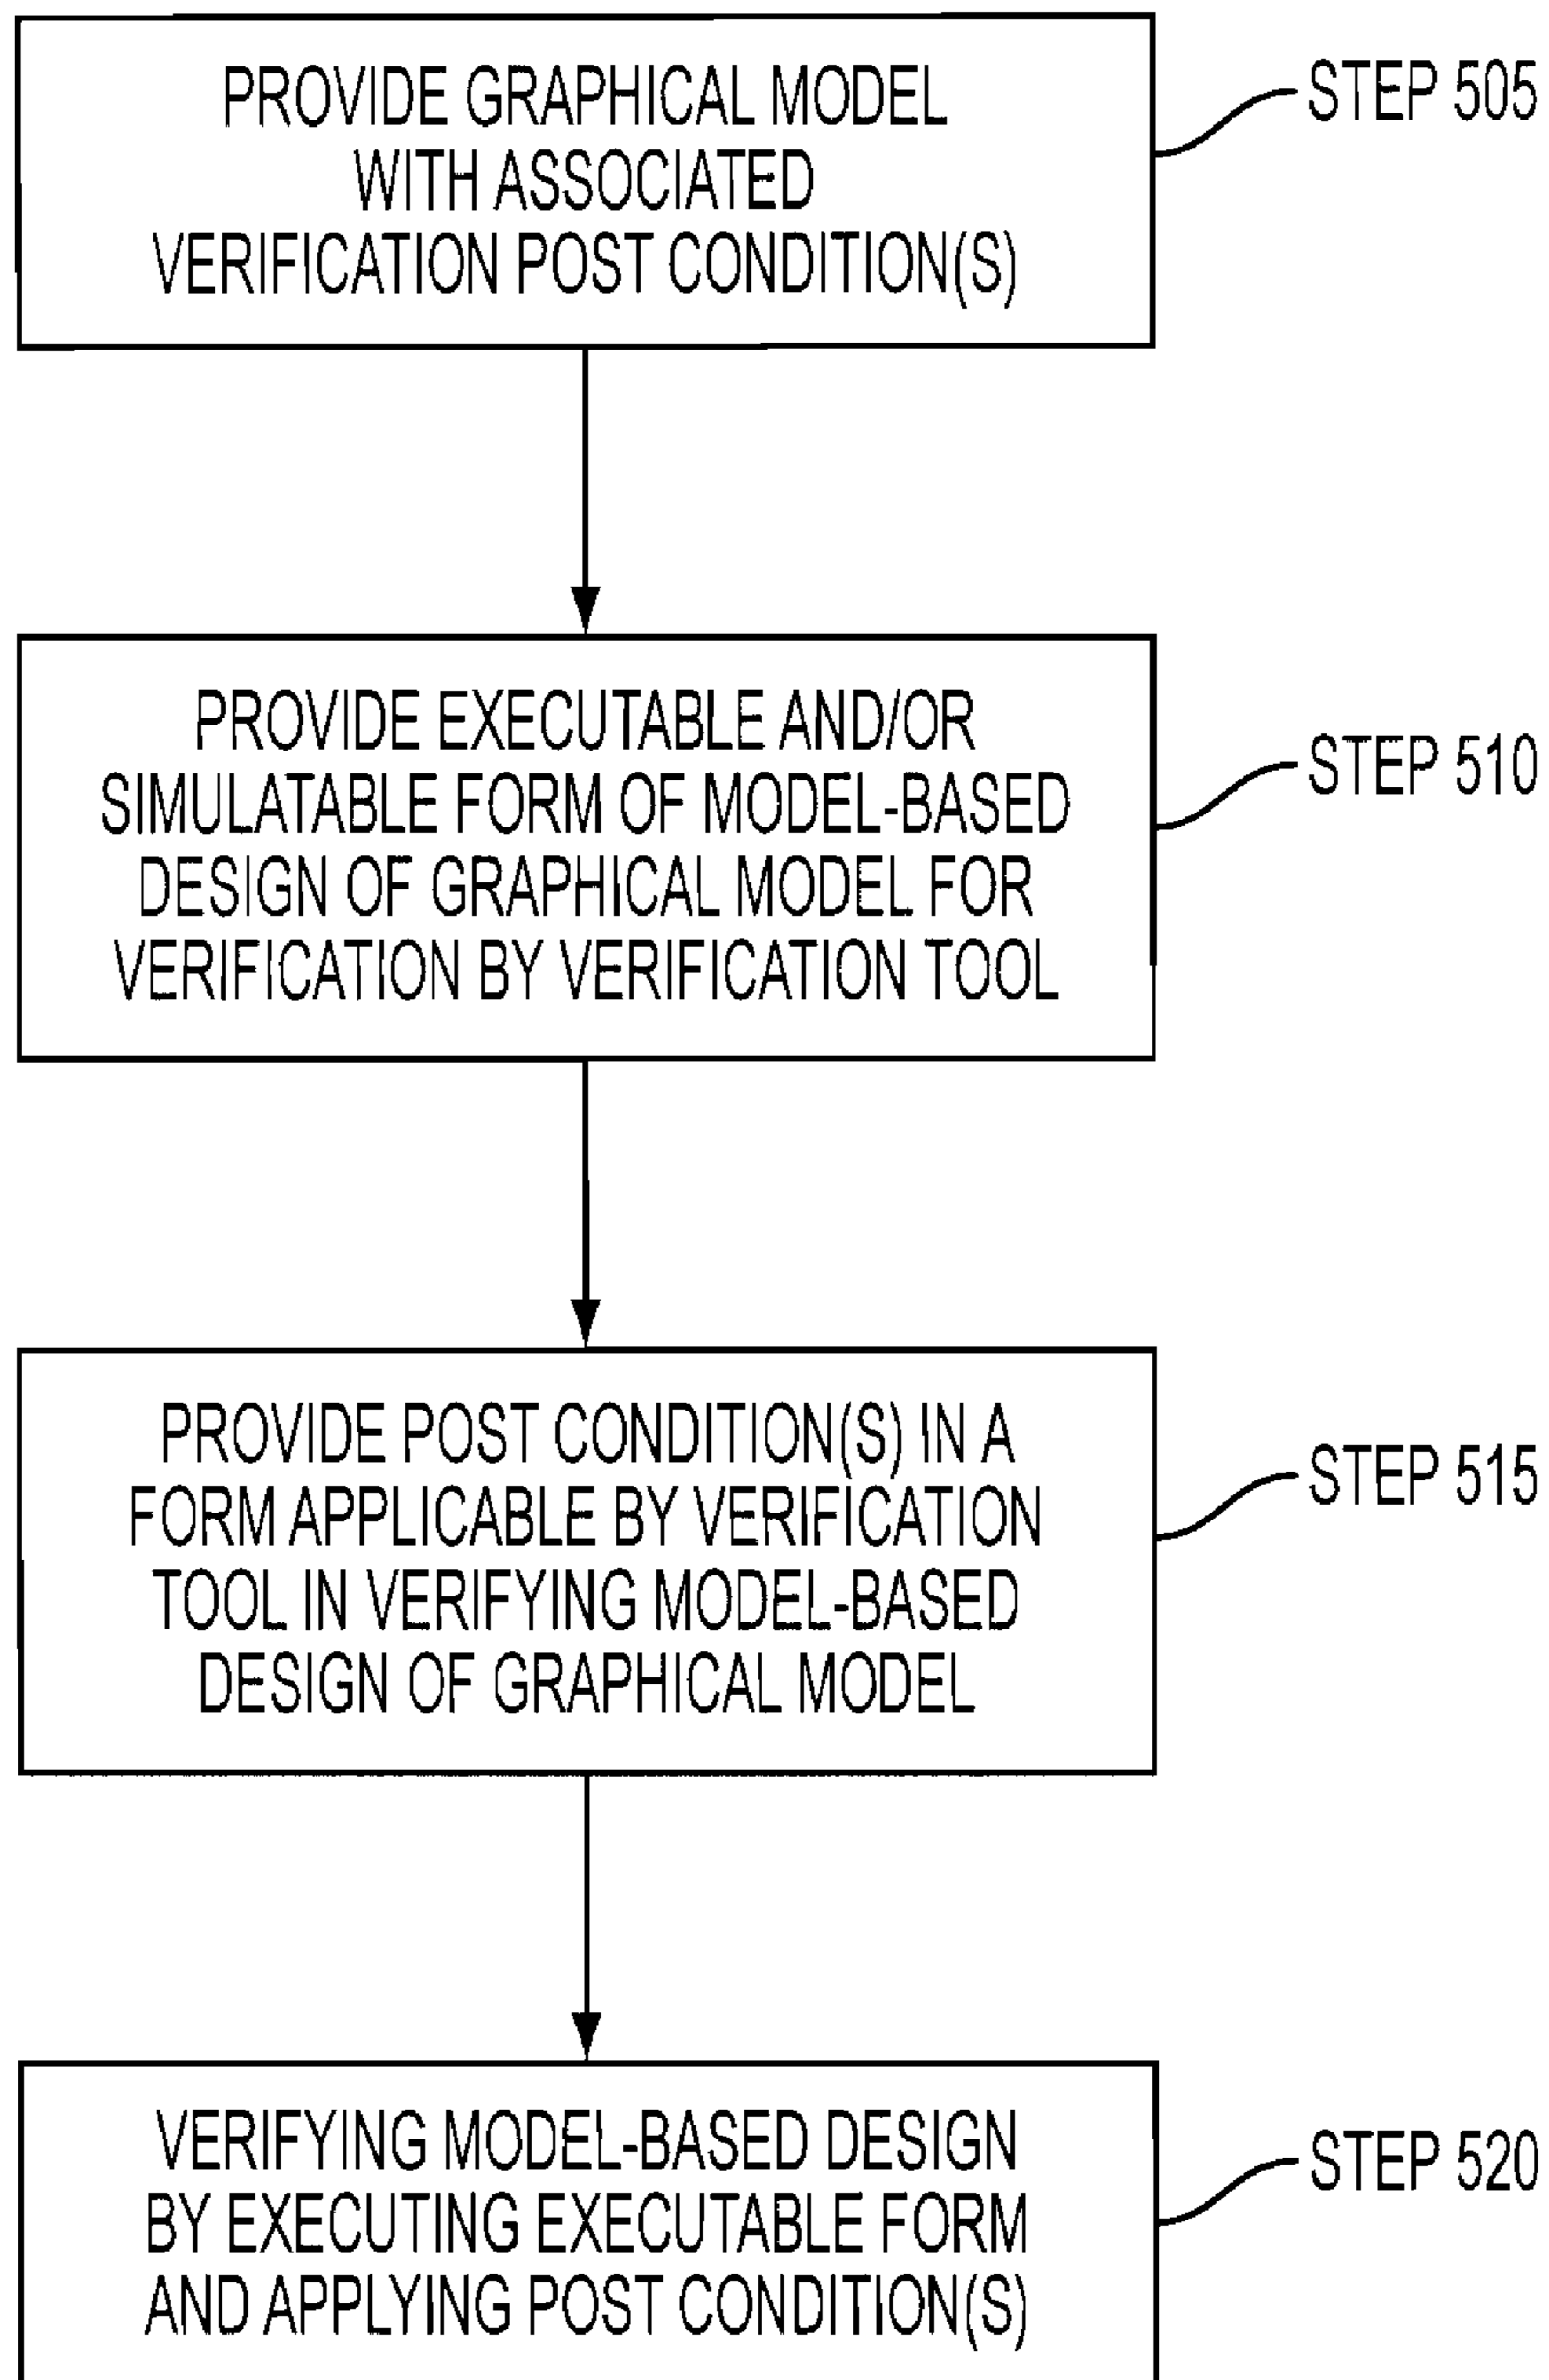 PROVIDE GRAPHICAL MODEL
WITH ASSOCIATED
VERIFICATION POST CONDITION(S)
STEP 505
PROVIDE EXECUTABLE AND/OR
SIMULATABLE FORM OF MODEL-BASED
DESIGN OF GRAPHICAL MODEL FOR
VERIFICATION BY VERIFICATION TOOL
STEP 510
PROVIDE POST CONDITION(S) IN A
FORM APPLICABLE BY VERIFICATION
TOOL IN VERIFYING MODEL-BASED
DESIGN OF GRAPHICAL MODEL
STEP 515
VERIFYING MODEL-BASED DESIGN
BY EXECUTING EXECUTABLE FORM
AND APPLYING POST CONDITION(S)
STEP 520